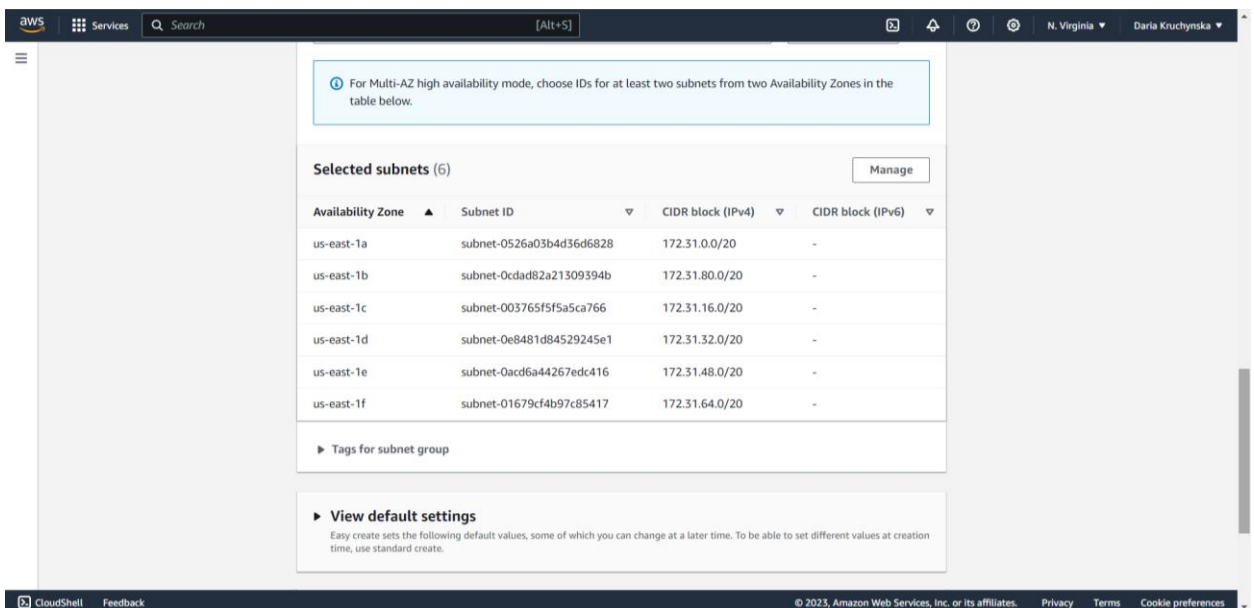 aws Services Search [Alt+S] N. Virginia ▼ Daria Kruchynska ▼
For Multi-AZ high availability mode, choose IDs for at least two subnets from two Availability Zones in the
table below.
Selected subnets (6) Manage
Availability Zone Subnet ID CIDR block (IPv4) CIDR block (IPv6)
us-east-1a subnet-0526a03b4d36d6828 172.31.0.0/20 -
us-east-1b subnet-0cdad82a21309394b 172.31.80.0/20 -
us-east-1c subnet-003765f5f5a5ca766 172.31.16.0/20 -
us-east-1d subnet-0e8481d84529245e1 172.31.32.0/20 -
us-east-1e subnet-0acd6a44267edc416 172.31.48.0/20 -
us-east-1f subnet-01679cf4b97c85417 172.31.64.0/20 -
Tags for subnet group
View default settings
Easy create sets the following default values, some of which you can change at a later time. To be able to set different values at creation
time, use standard create.
CloudShell Feedback © 2023, Amazon Web Services, Inc. or its affiliates. Privacy Terms Cookie preferences